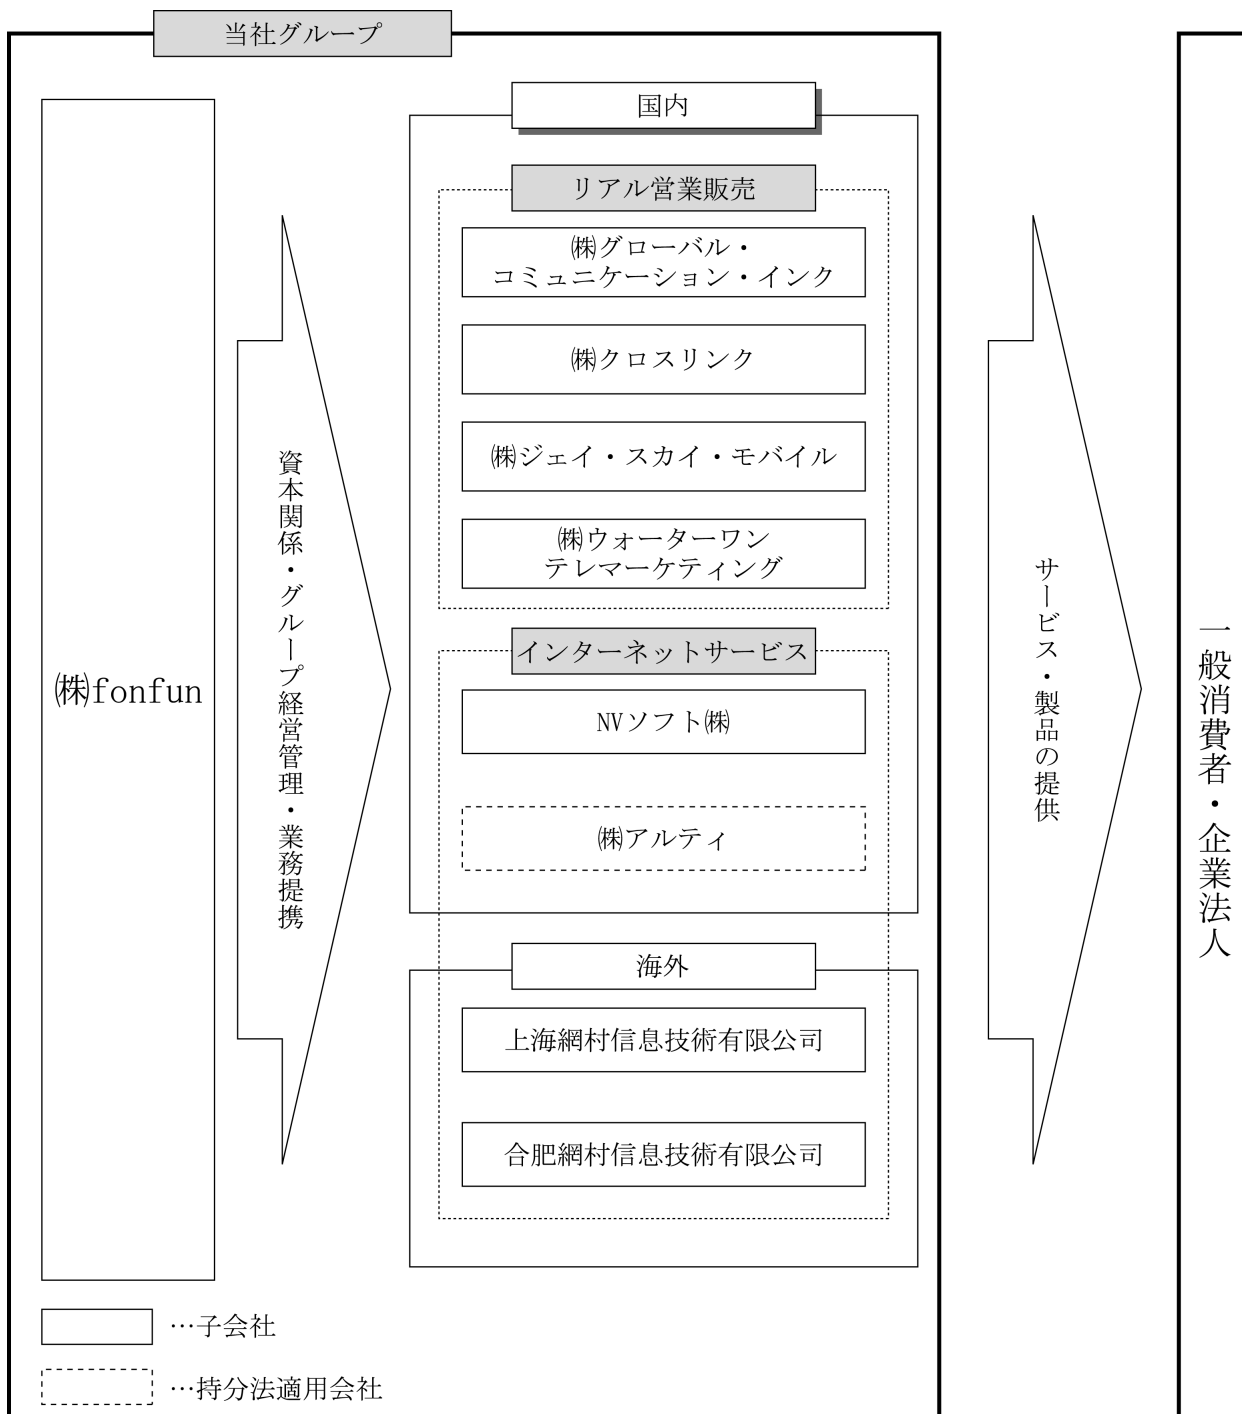 当社グループ
㈱fonfun
資本関係・グループ経営管理・業務提携
国内
リアル営業販売
㈱グローバル・
コミュニケーション・インク
㈱クロスリンク
㈱ジェイ・スカイ・モバイル
㈱ウォーターワン
テレマーケティング
インターネットサービス
NVソフト㈱
㈱アルティ
海外
上海網村信息技術有限公司
合肥網村信息技術有限公司
サービス・製品の提供
一般消費者・企業法人
…子会社
…持分法適用会社